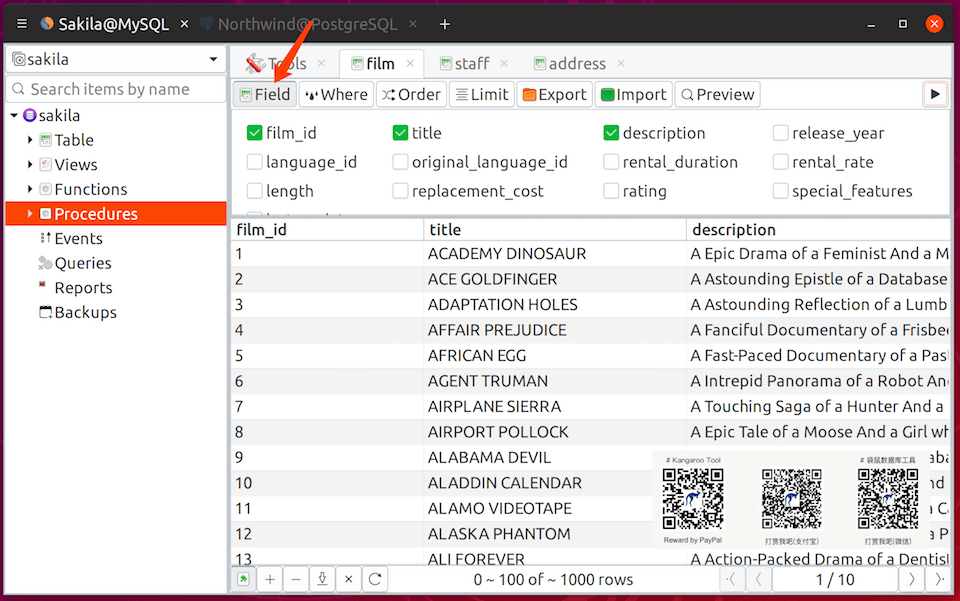 Sakila@MySQL
Northwind@PostgreSQL
sakila
Tools
film
staff
address
Search items by name
Field
Where
Order
Limit
Export
Import
Preview
sakila
Table
Views
Functions
Procedures
Events
Queries
Reports
Backups
film_id
title
description
release_year
language_id
original_language_id
rental_duration
rental_rate
length
replacement_cost
rating
special_features
film_id title description
1 ACADEMY DINOSAUR A Epic Drama of a Feminist And a M
2 ACE GOLDFINGER A Astounding Epistle of a Database
3 ADAPTATION HOLES A Astounding Reflection of a Lumb
4 AFFAIR PREJUDICE A Fanciful Documentary of a Frisbe
5 AFRICAN EGG A Fast-Paced Documentary of a Pas
6 AGENT TRUMAN A Intrepid Panorama of a Robot An
7 AIRPLANE SIERRA A Touching Saga of a Hunter And a
8 AIRPORT POLLOCK A Epic Tale of a Moose And a Girl wh
9 ALABAMA DEVIL
10 ALADDIN CALENDAR
11 ALAMO VIDEOTAPE
12 ALASKA PHANTOM
13 ALI FOREVER A Action-Packed Drama of a Dentis
# Kangaroo Tool
# 袋鼠数据库工具
Reward by PayPal
打赏我吧(支付宝)
打赏我吧(微信)
0 ~ 100 of ~ 1000 rows
1 / 10